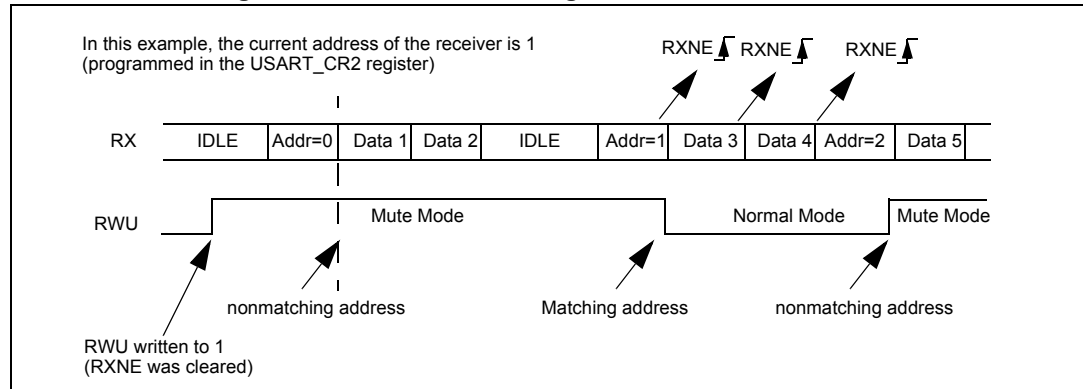 In this example, the current address of the receiver is 1
(programmed in the USART_CR2 register)
RXNE RXNE RXNE
RX IDLE Addr=0 Data 1 Data 2 IDLE Addr=1 Data 3 Data 4 Addr=2 Data 5
RWU Mute Mode Normal Mode Mute Mode
nonmatching address Matching address nonmatching address
RWU written to 1
(RXNE was cleared)